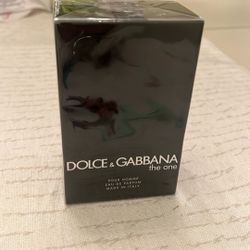 DOLCE & GABBANA
the one
POUR HOMME
EAU DE PARFUM
MADE IN ITALY